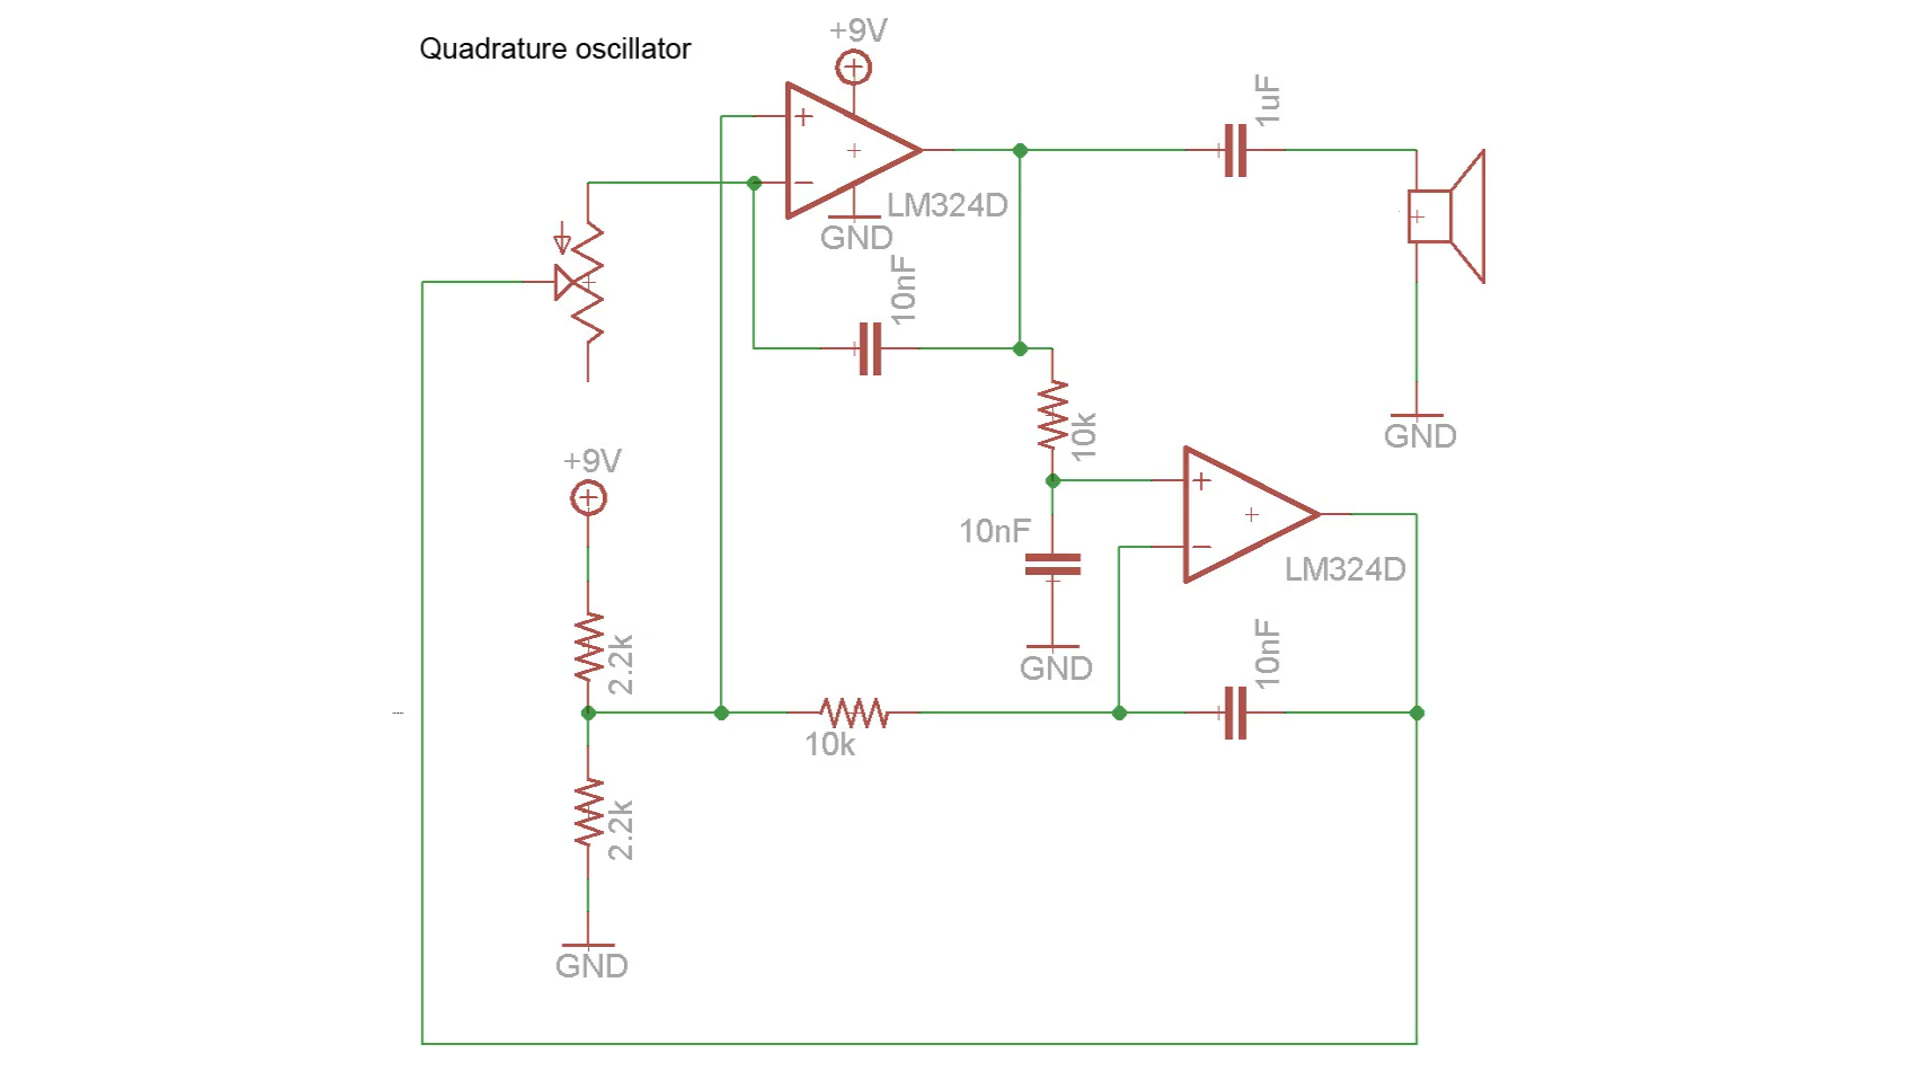 Quadrature oscillator
+9V
1uF
LM324D
GND
10nF
10k
GND
+9V
10nF
LM324D
10nF
2.2k
GND
10k
2.2k
GND